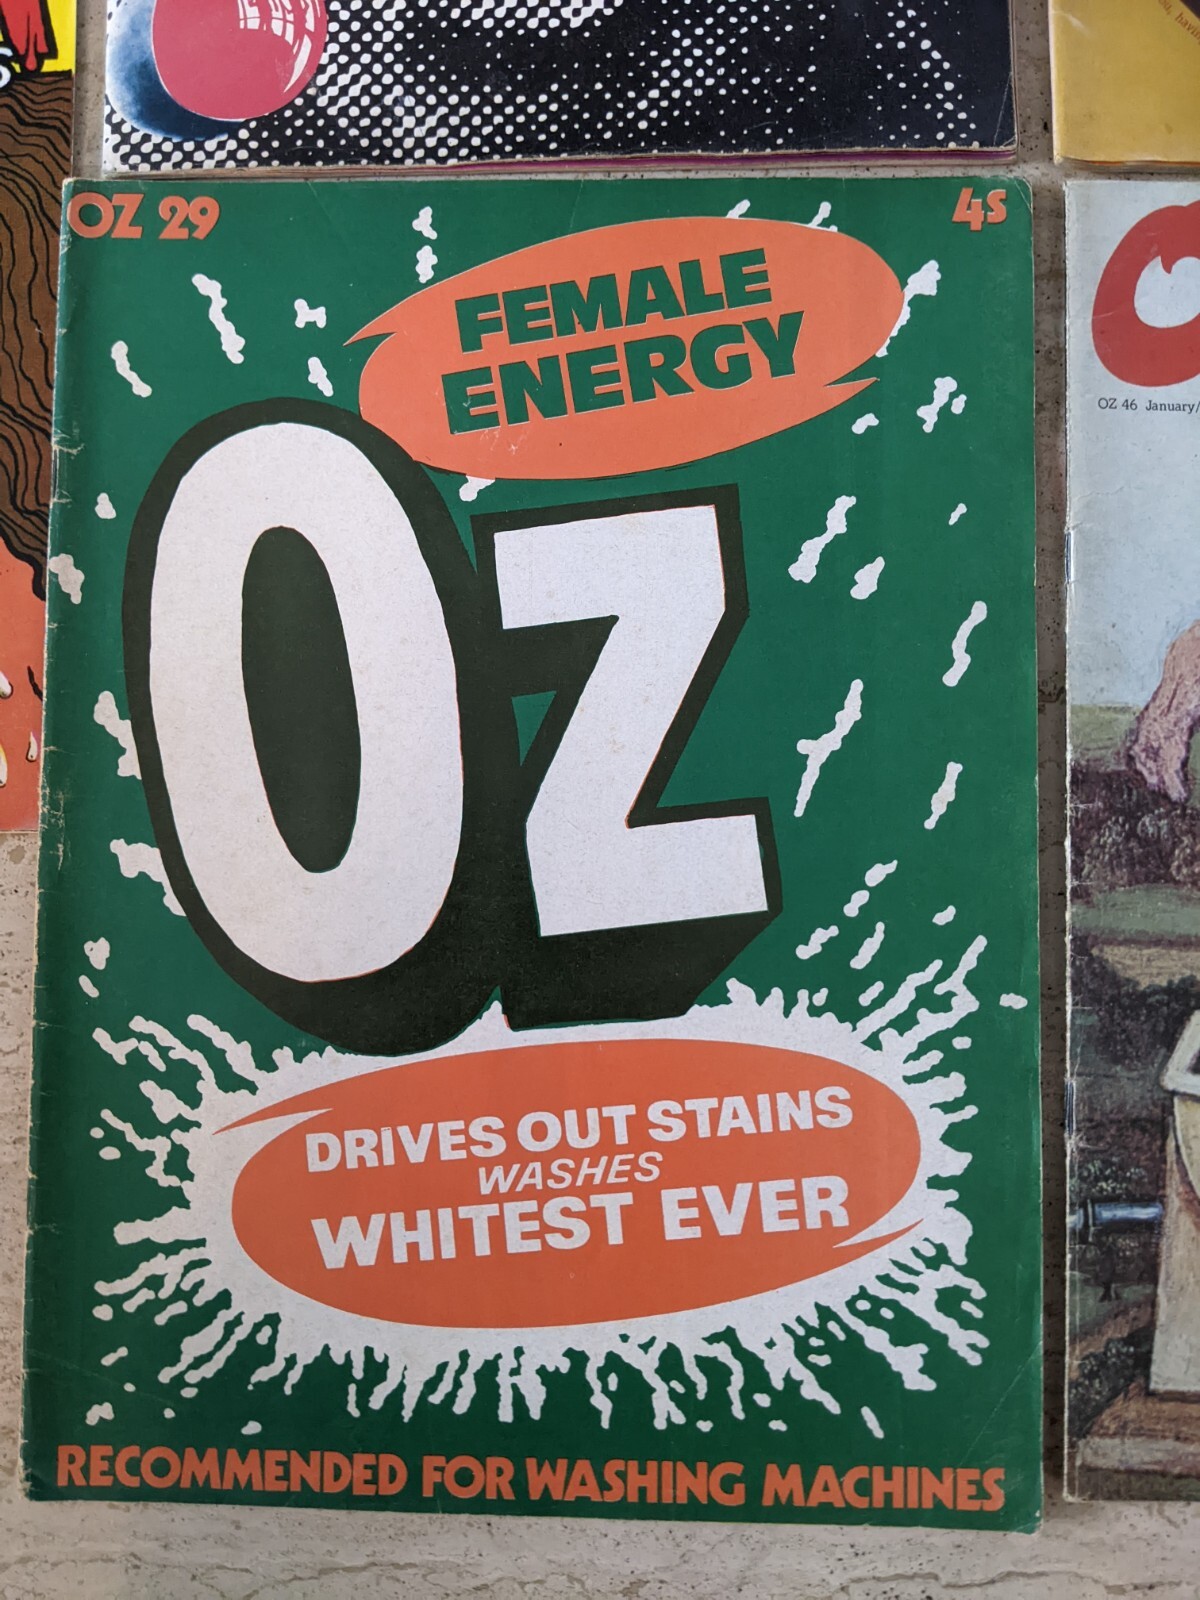 OZ 29
4s
FEMALE
ENERGY
OZ
DRIVES OUT STAINS
WASHES
WHITEST EVER
RECOMMENDED FOR WASHING MACHINES
OZ 46 January/